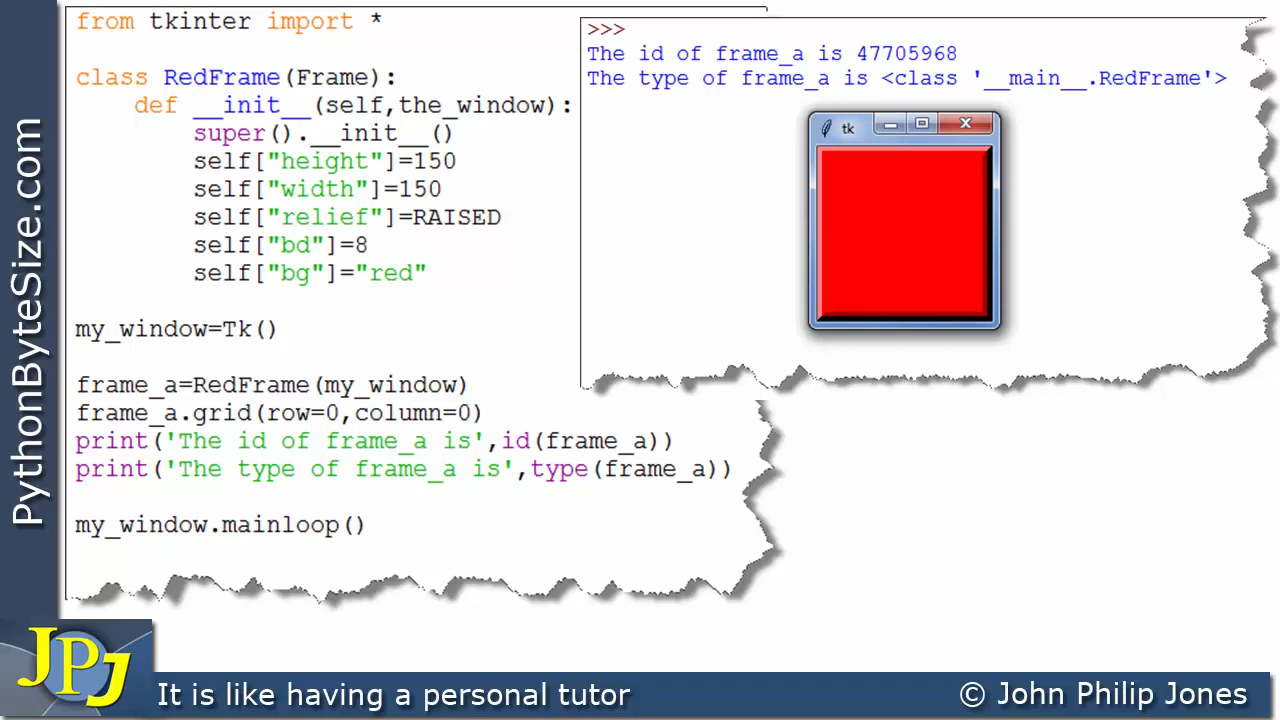 from tkinter import *
class RedFrame(Frame):
def __init__(self,the_window):
super().__init__()
self["height"]=150
self["width"]=150
self["relief"]=RAISED
self["bd"]=8
self["bg"]="red"
my_window=Tk()
frame_a=RedFrame(my_window)
frame_a.grid(row=0,column=0)
print('The id of frame_a is',id(frame_a))
print('The type of frame_a is',type(frame_a))
my_window.mainloop()
>>>
The id of frame_a is 47705968
The type of frame_a is <class '__main__.RedFrame'>
tk
PythonByteSize.com
JPJ
It is like having a personal tutor
© John Philip Jones